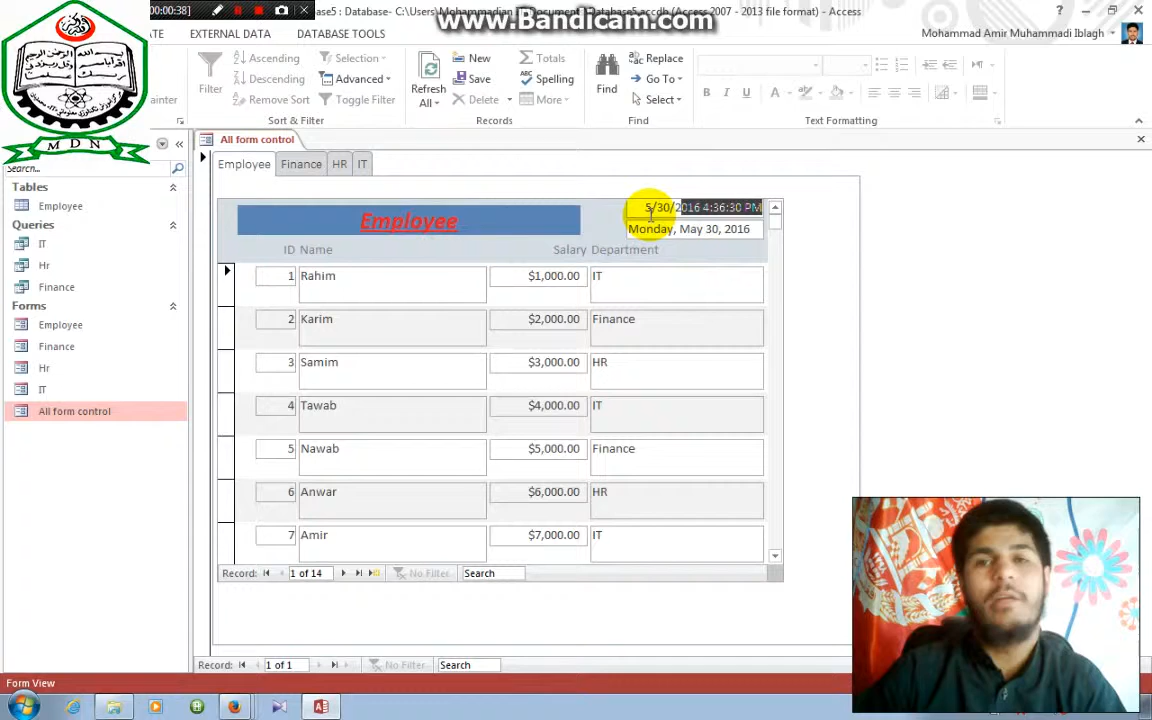 00:00:38
www.Bandicam.com
ase5 : Database- C:\Users\Mohammadian
Database5.accdb (Access 2007 - 2013 file format) - Access
ATE
EXTERNAL DATA
DATABASE TOOLS
Mohammad Amir Muhammadi Iblagh
ainter
Filter
Ascending
Descending
Remove Sort
Selection
Advanced
Toggle Filter
Sort & Filter
Refresh
All
New
Save
Delete
Totals
Spelling
More
Records
Find
Replace
Go To
Select
Find
B I U
A
Text Formatting
M D N
Search...
Tables
Employee
Queries
IT
Hr
Finance
Forms
Employee
Finance
Hr
IT
All form control
All form control
Employee Finance HR IT
Employee
5/30/2016 4:36:30 PM
Monday, May 30, 2016
ID Name Salary Department
1 Rahim $1,000.00 IT
2 Karim $2,000.00 Finance
3 Samim $3,000.00 HR
4 Tawab $4,000.00 IT
5 Nawab $5,000.00 Finance
6 Anwar $6,000.00 HR
7 Amir $7,000.00 IT
Record: 1 of 14 No Filter Search
Record: 1 of 1 No Filter Search
Form View